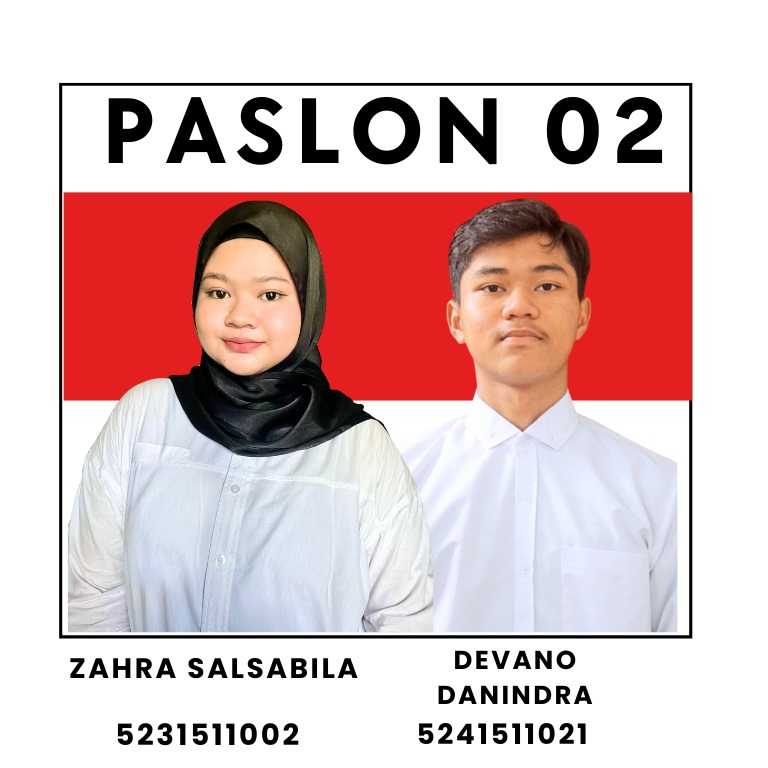 PASLON 02
ZAHRA SALSABILA
5231511002
DEVANO
DANINDRA
5241511021